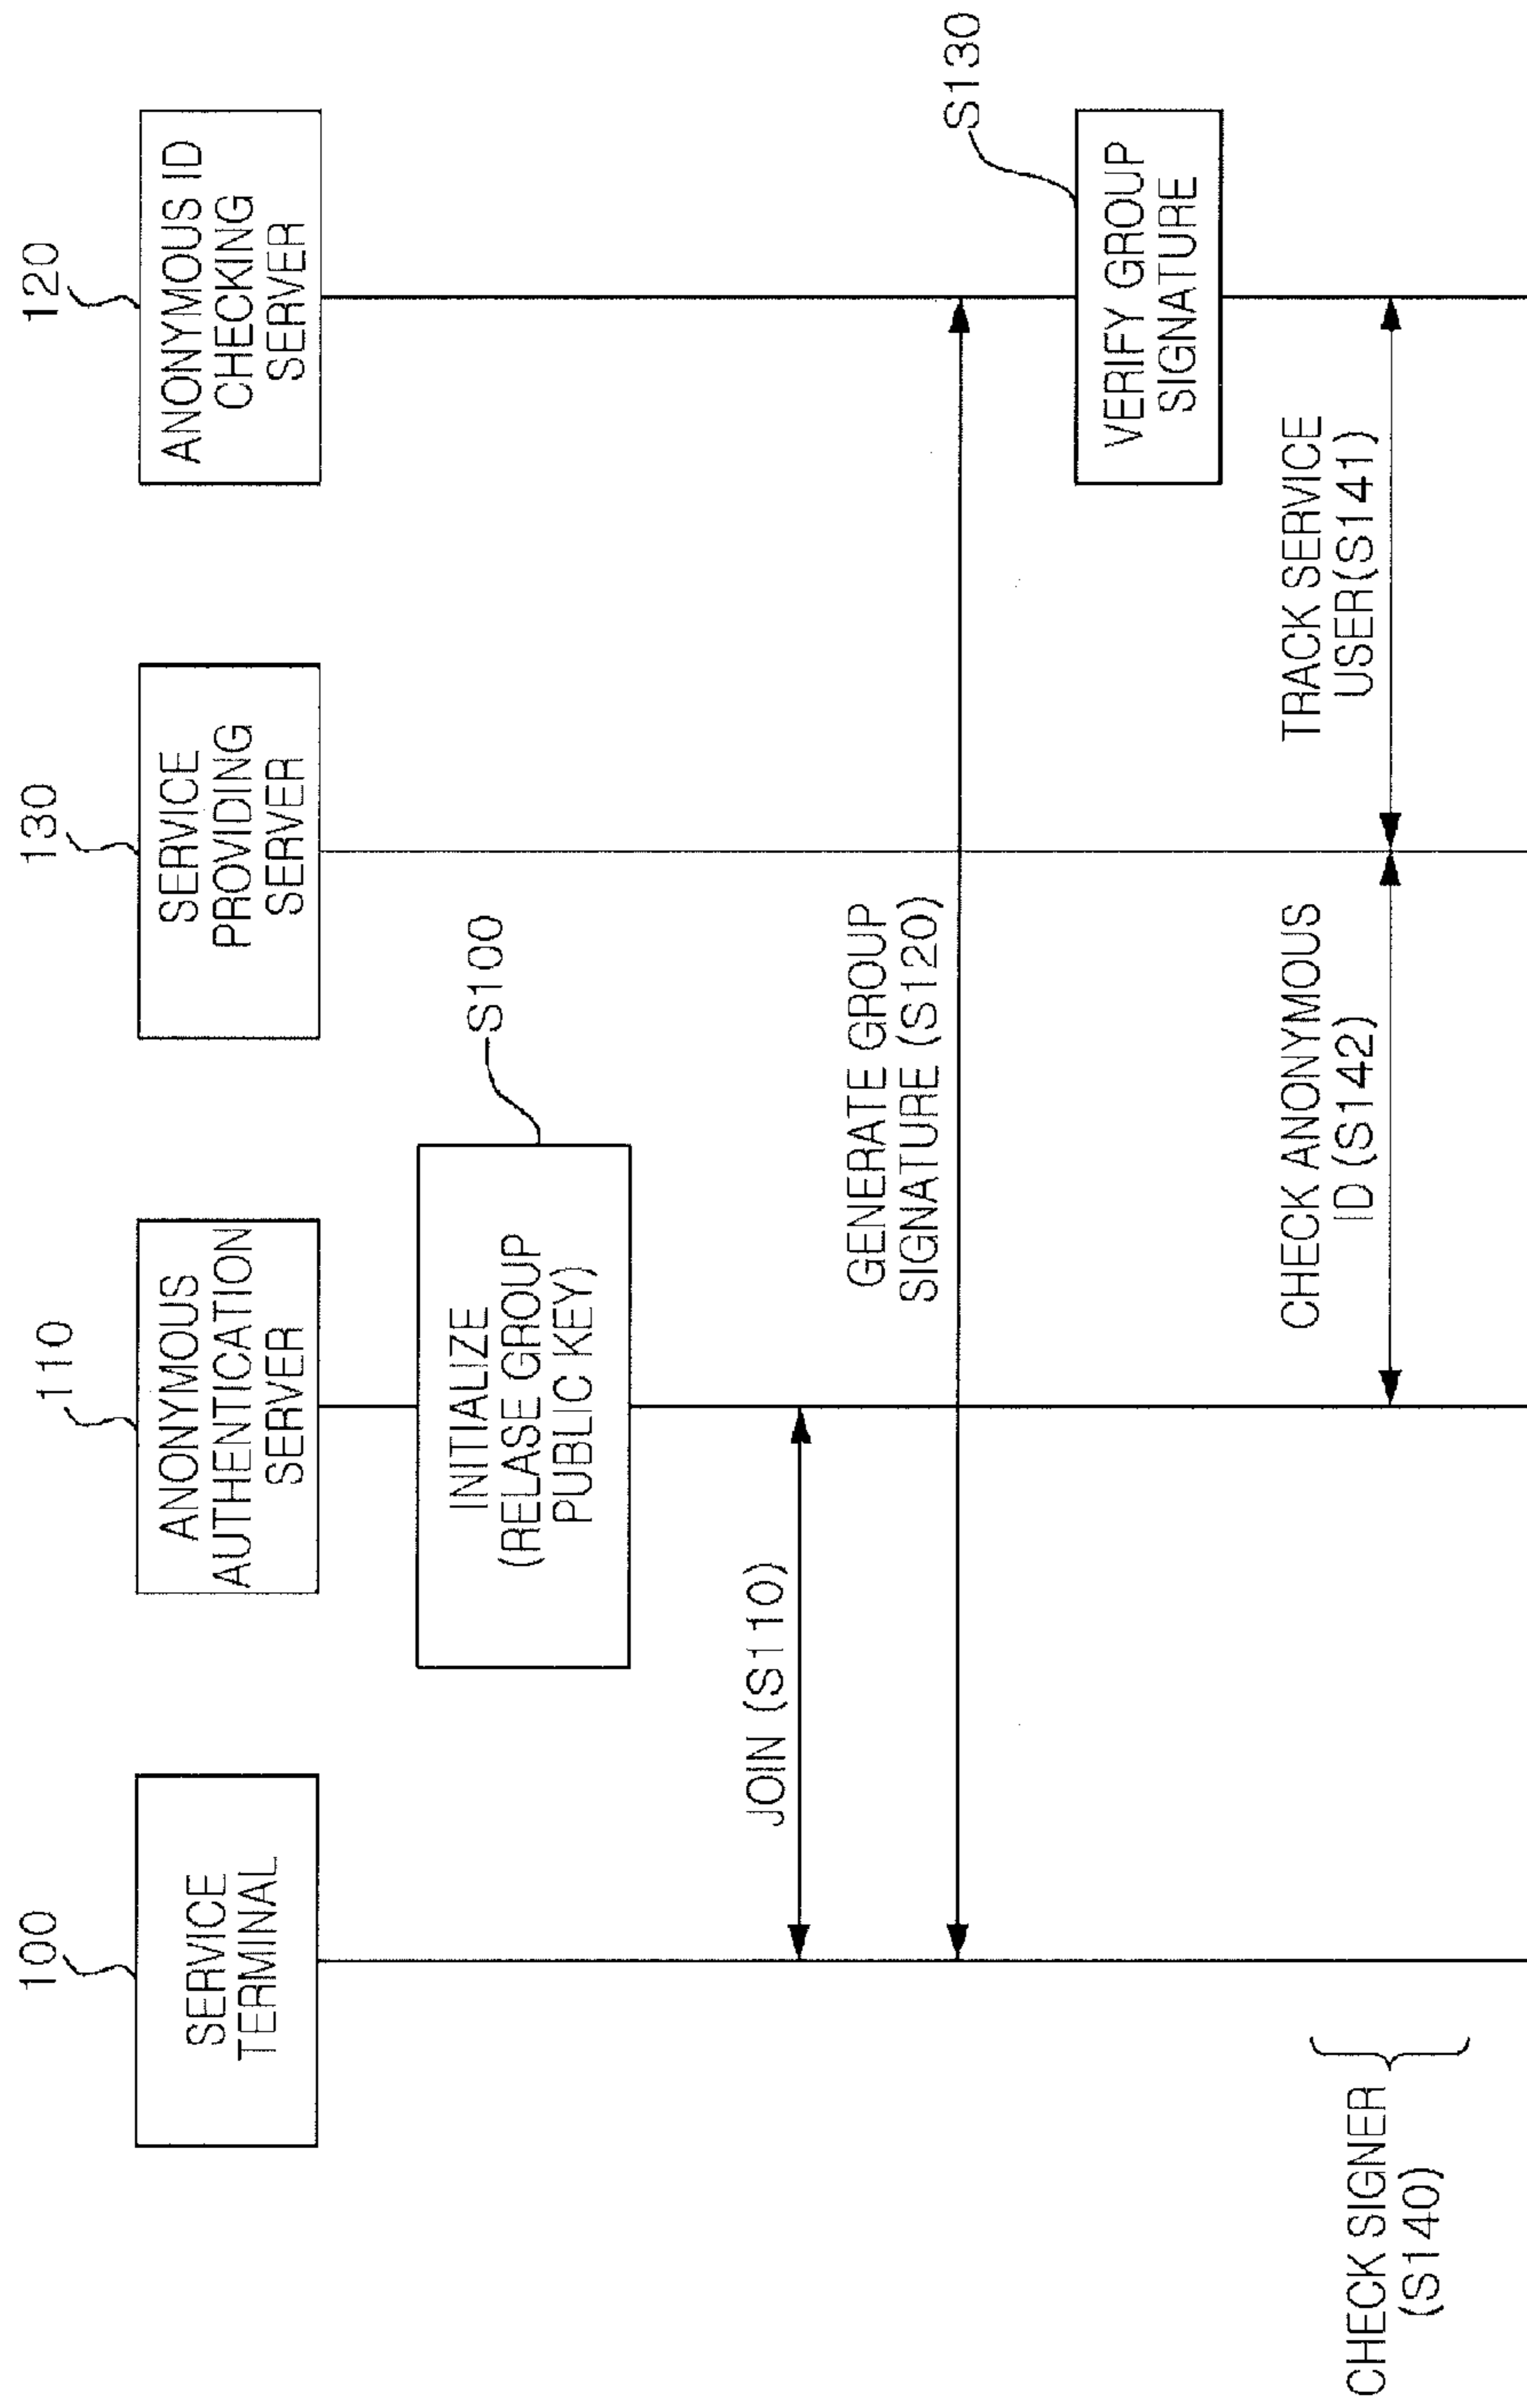 100
SERVICE
TERMINAL
110
ANONYMOUS
AUTHENTICATION
SERVER
130
SERVICE
PROVIDING
SERVER
120
ANONYMOUS ID
CHECKING
SERVER
INITIALIZE
(RELASE GROUP
PUBLIC KEY)
S100
JOIN (S110)
GENERATE GROUP
SIGNATURE (S120)
S130
VERIFY GROUP
SIGNATURE
CHECK SIGNER
(S140)
CHECK ANONYMOUS
ID (S142)
TRACK SERVICE
USER(S141)